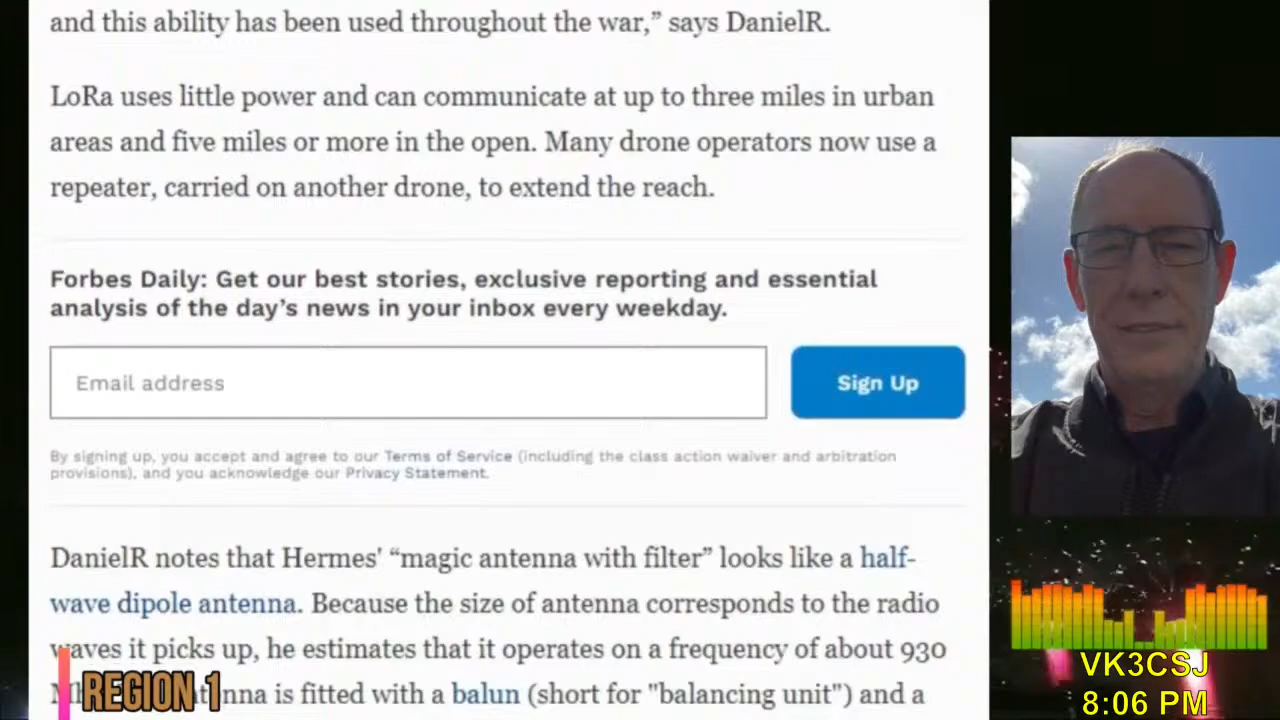 and this ability has been used throughout the war,” says DanielR.
LoRa uses little power and can communicate at up to three miles in urban
areas and five miles or more in the open. Many drone operators now use a
repeater, carried on another drone, to extend the reach.
Forbes Daily: Get our best stories, exclusive reporting and essential
analysis of the day’s news in your inbox every weekday.
Email address
Sign Up
By signing up, you accept and agree to our Terms of Service (including the class action waiver and arbitration
provisions), and you acknowledge our Privacy Statement.
DanielR notes that Hermes' “magic antenna with filter” looks like a half-
wave dipole antenna. Because the size of antenna corresponds to the radio
waves it picks up, he estimates that it operates on a frequency of about 930
is fitted with a balun (short for "balancing unit") and a
REGION 1
VK3CSJ
8:06 PM